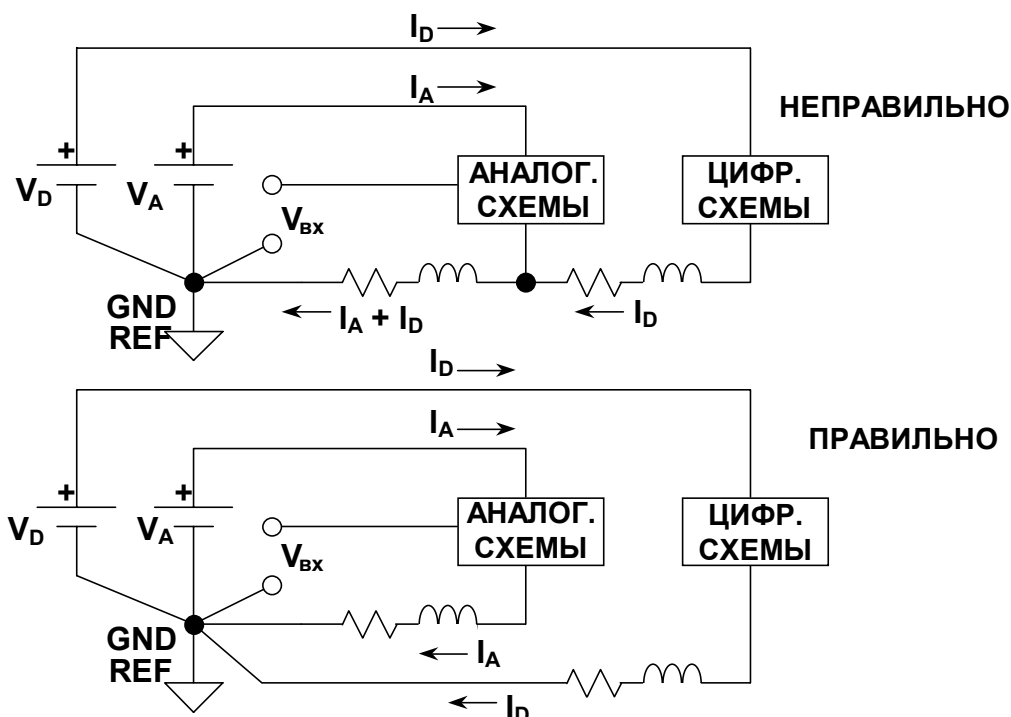 I_D
I_A
НЕПРАВИЛЬНО
+
+
V_D
V_A
V_вх
АНАЛОГ.
СХЕМЫ
ЦИФР.
СХЕМЫ
GND
REF
I_A + I_D
I_D
I_D
I_A
ПРАВИЛЬНО
+
+
V_D
V_A
V_вх
АНАЛОГ.
СХЕМЫ
ЦИФР.
СХЕМЫ
GND
REF
I_A
I_D